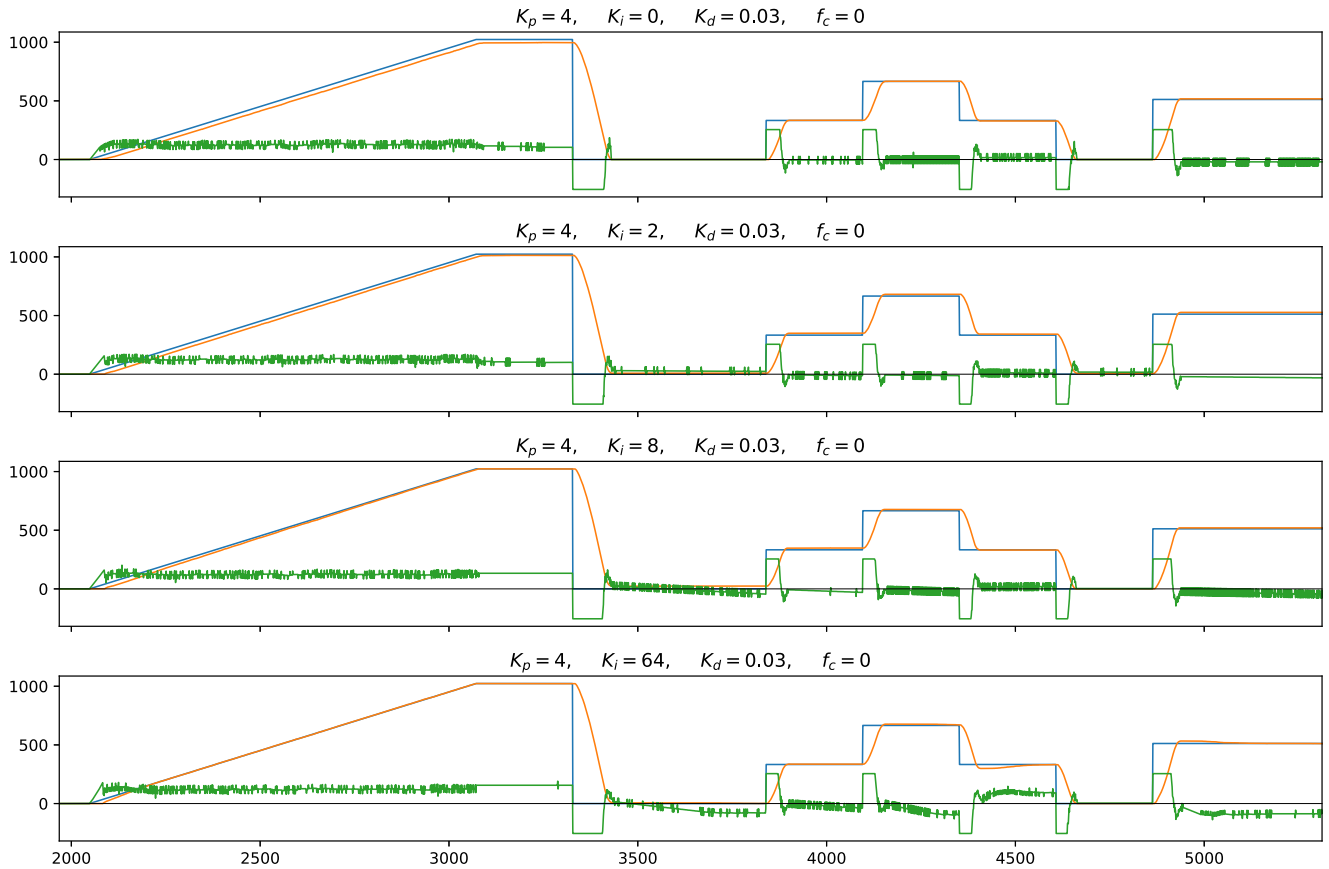 K_p = 4, K_i = 0, K_d = 0.03, f_c = 0
1000
500
0
K_p = 4, K_i = 2, K_d = 0.03, f_c = 0
1000
500
0
K_p = 4, K_i = 8, K_d = 0.03, f_c = 0
1000
500
0
K_p = 4, K_i = 64, K_d = 0.03, f_c = 0
1000
500
0
2000 2500 3000 3500 4000 4500 5000